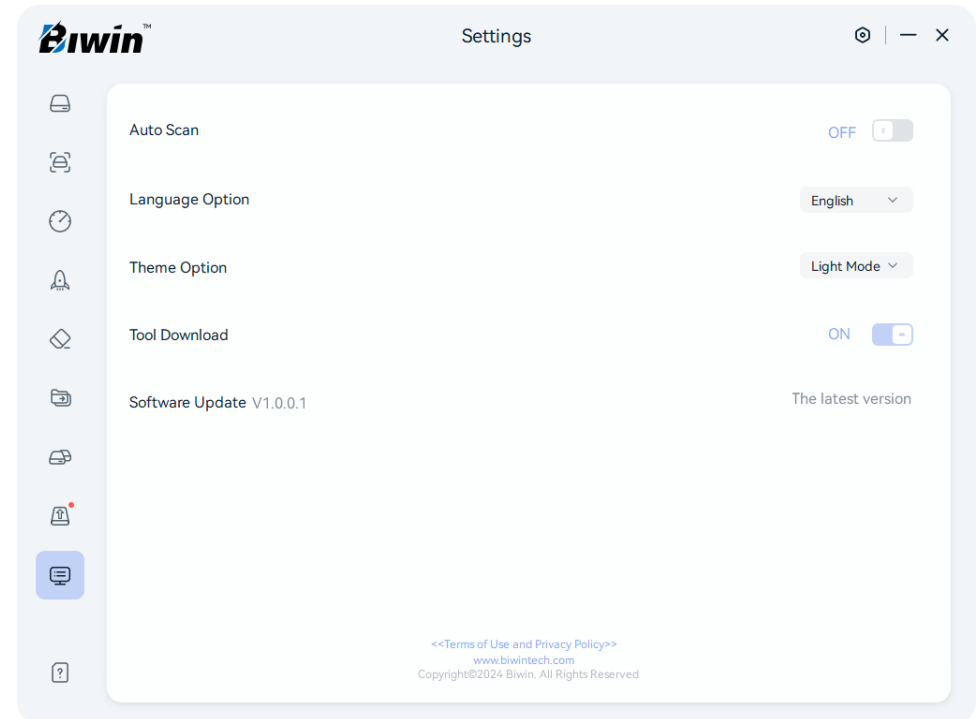 Biwin™
Settings
Auto Scan OFF
Language Option English
Theme Option Light Mode
Tool Download ON
Software Update V1.0.0.1 The latest version
<<Terms of Use and Privacy Policy>>
www.biwintech.com
Copyright©2024 Biwin. All Rights Reserved
?